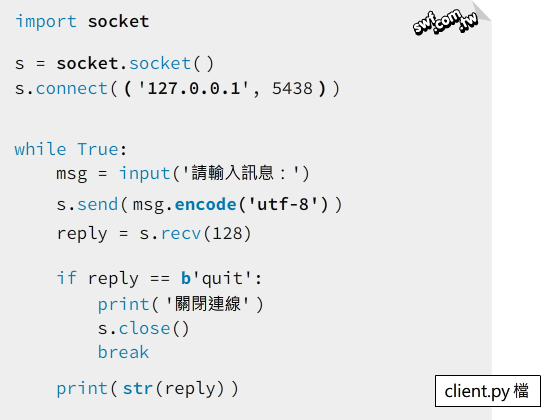 import socket
swf.com.tw
s = socket.socket()
s.connect(('127.0.0.1', 5438))
while True:
    msg = input('請輸入訊息：')
    s.send(msg.encode('utf-8'))
    reply = s.recv(128)
    if reply == b'quit':
        print('關閉連線')
        s.close()
        break
    print(str(reply))
client.py 檔